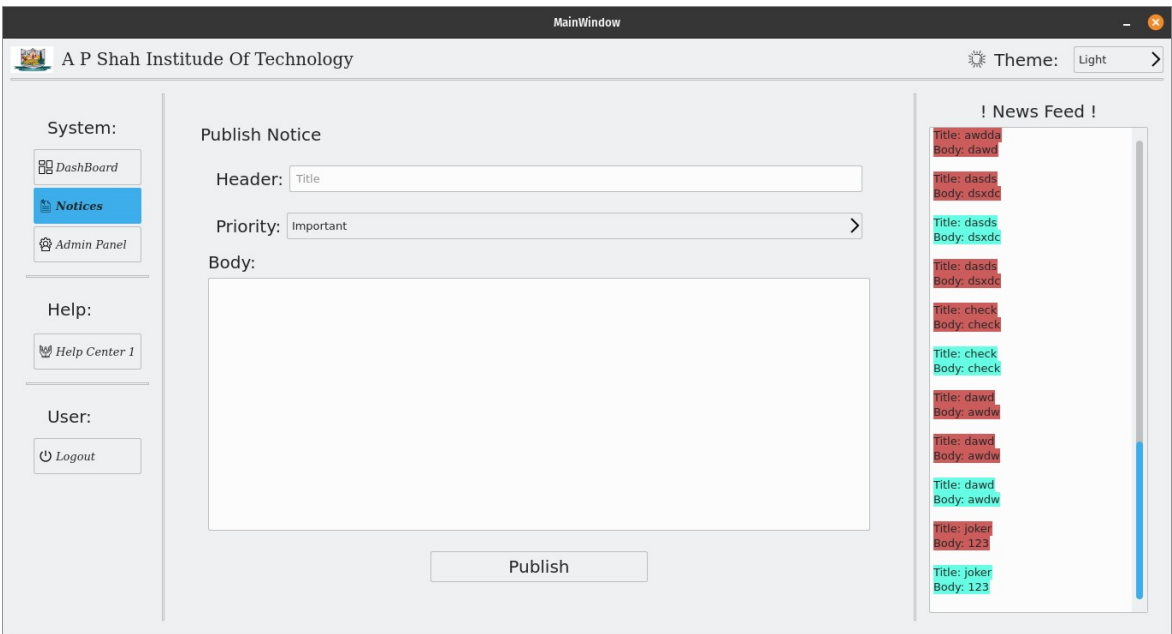 MainWindow
A P Shah Institude Of Technology
Theme: Light
System:
DashBoard
Notices
Admin Panel
Help:
Help Center 1
User:
Logout
Publish Notice
Header: Title
Priority: Important
Body:
Publish
! News Feed !
Title: awdda
Body: dawd
Title: dasds
Body: dsxdc
Title: dasds
Body: dsxdc
Title: dasds
Body: dsxdc
Title: check
Body: check
Title: check
Body: check
Title: dawd
Body: awdw
Title: dawd
Body: awdw
Title: dawd
Body: awdw
Title: joker
Body: 123
Title: joker
Body: 123